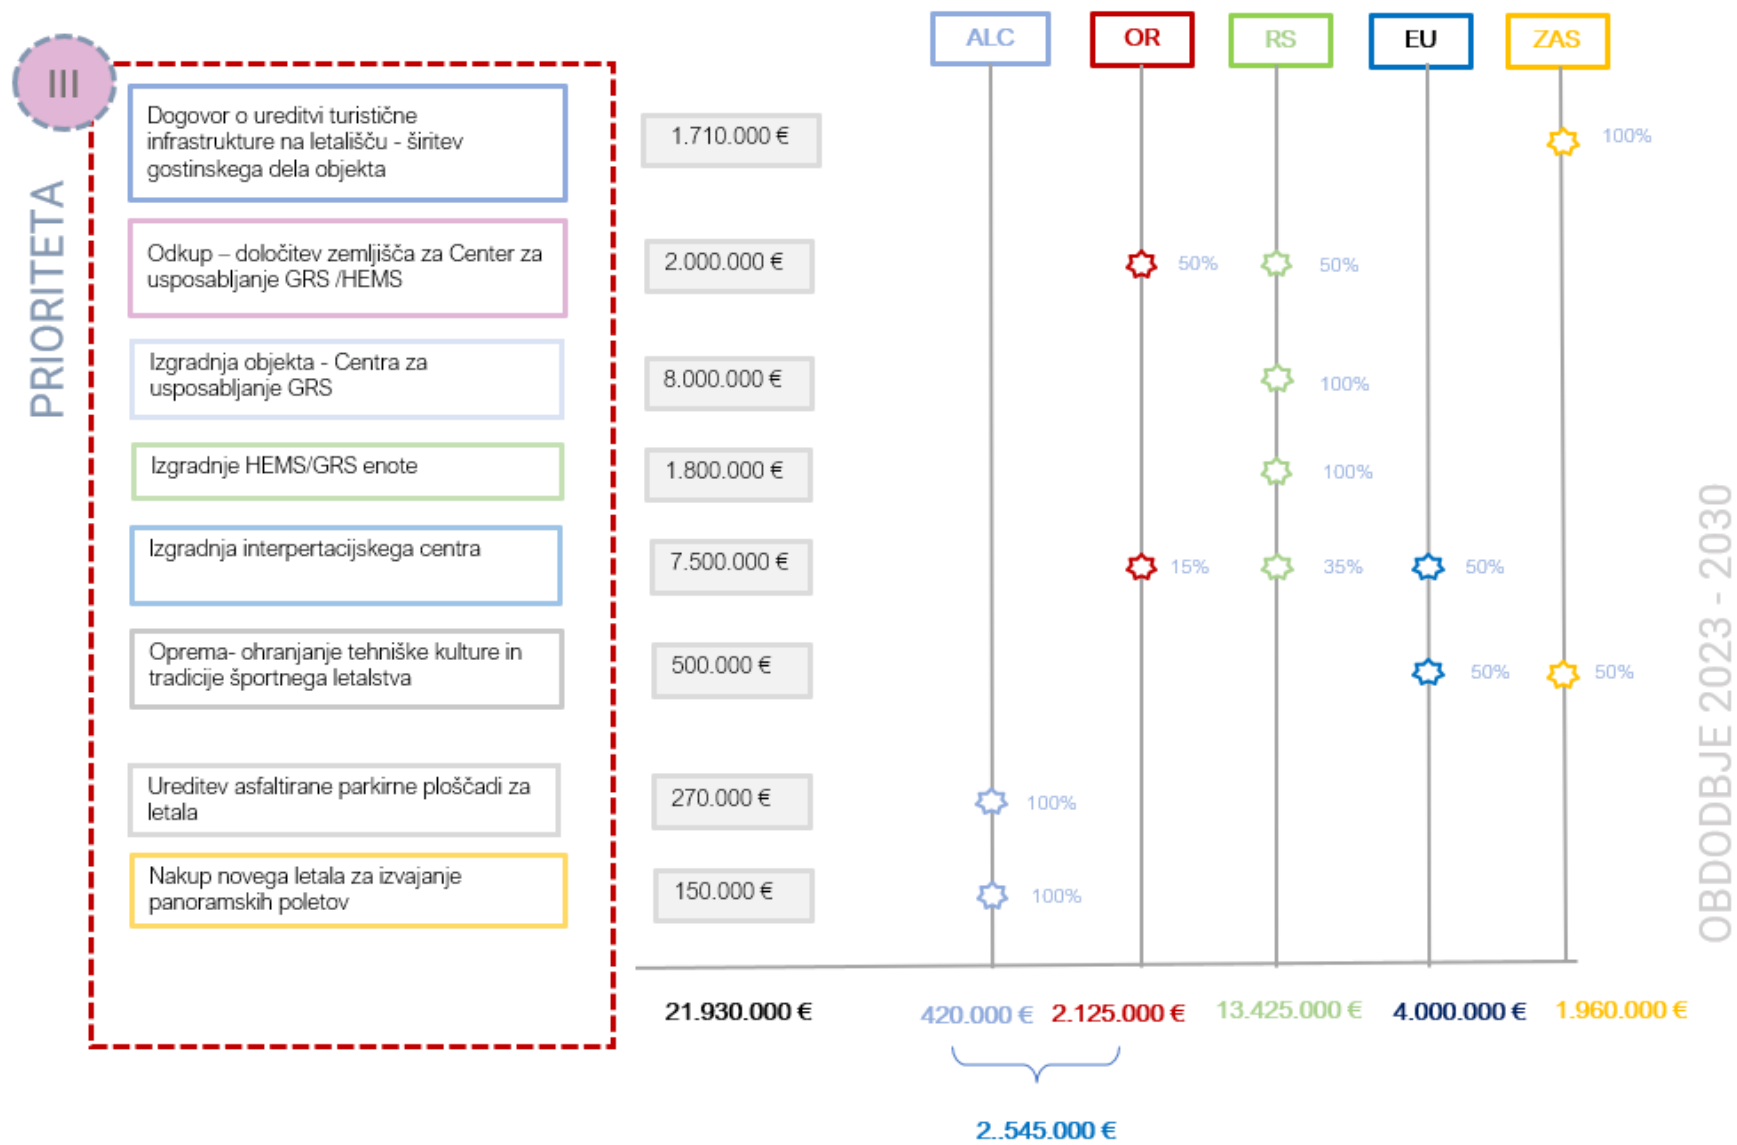 ALC OR RS EU ZAS
III
PRIORITETA
Dogovor o ureditvi turistične
infrastrukture na letališču - širitev
gostinskega dela objekta
1.710.000 €
100%
Odkup – določitev zemljišča za Center za
usposabljanje GRS /HEMS
2.000.000 €
50% 50%
Izgradnja objekta - Centra za
usposabljanje GRS
8.000.000 €
100%
Izgradnje HEMS/GRS enote
1.800.000 €
100%
Izgradnja interpertacijskega centra
7.500.000 €
15% 35% 50%
Oprema- ohranjanje tehniške kulture in
tradicije športnega letalstva
500.000 €
50% 50%
Ureditev asfaltirane parkirne ploščadi za
letala
270.000 €
100%
Nakup novega letala za izvajanje
panoramskih poletov
150.000 €
100%
21.930.000 € 420.000 € 2.125.000 € 13.425.000 € 4.000.000 € 1.960.000 €
2..545.000 €
OBDODBJE 2023 - 2030